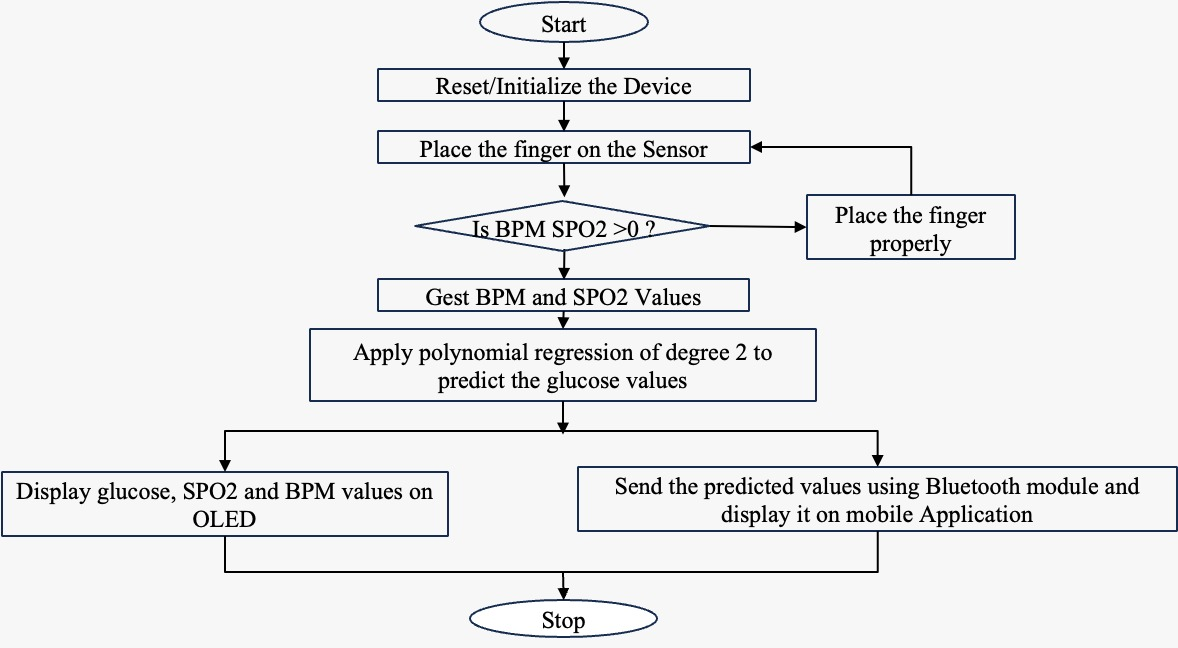 Start
Reset/Initialize the Device
Place the finger on the Sensor
Is BPM SPO2 >0 ?
Place the finger
properly
Gest BPM and SPO2 Values
Apply polynomial regression of degree 2 to
predict the glucose values
Display glucose, SPO2 and BPM values on
OLED
Send the predicted values using Bluetooth module and
display it on mobile Application
Stop